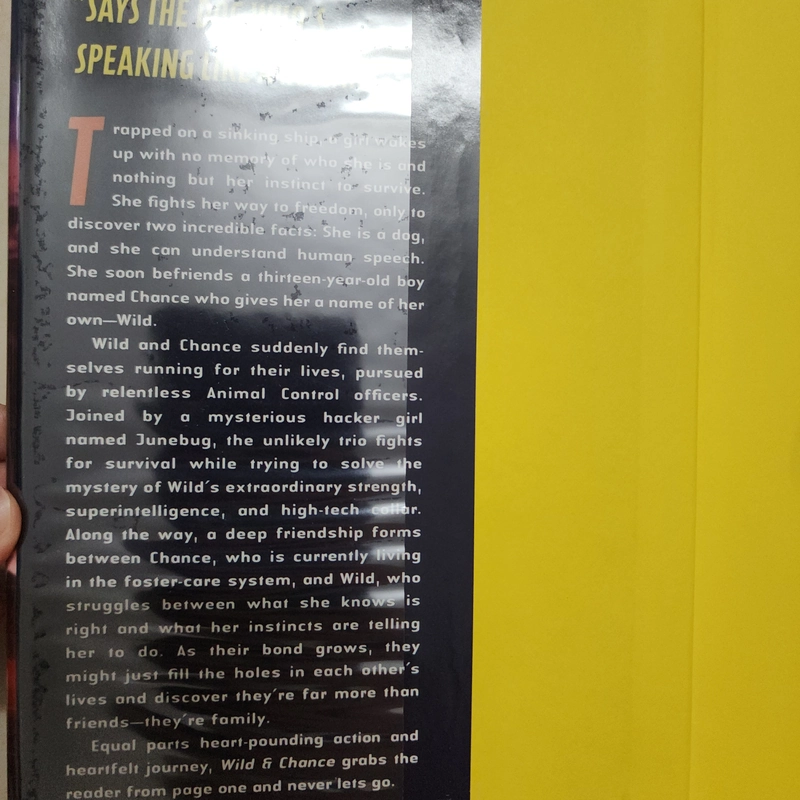 "SAYS THE
SPEAKING
Trapped on a sinking ship, a girl wakes
up with no memory of who she is and
nothing but her instinct to survive.
She fights her way to freedom, only to
discover two incredible facts: She is a dog,
and she can understand human speech.
She soon befriends a thirteen-year-old boy
named Chance who gives her a name of her
own—Wild.
Wild and Chance suddenly find them-
selves running for their lives, pursued
by relentless Animal Control officers.
Joined by a mysterious hacker girl
named Junebug, the unlikely trio fights
for survival while trying to solve the
mystery of Wild's extraordinary strength,
superintelligence, and high-tech collar.
Along the way, a deep friendship forms
between Chance, who is currently living
in the foster-care system, and Wild, who
struggles between what she knows is
right and what her instincts are telling
her to do. As their bond grows, they
might just fill the holes in each other's
lives and discover they're far more than
friends—they're family.
Equal parts heart-pounding action and
heartfelt journey, Wild & Chance grabs the
reader from page one and never lets go.